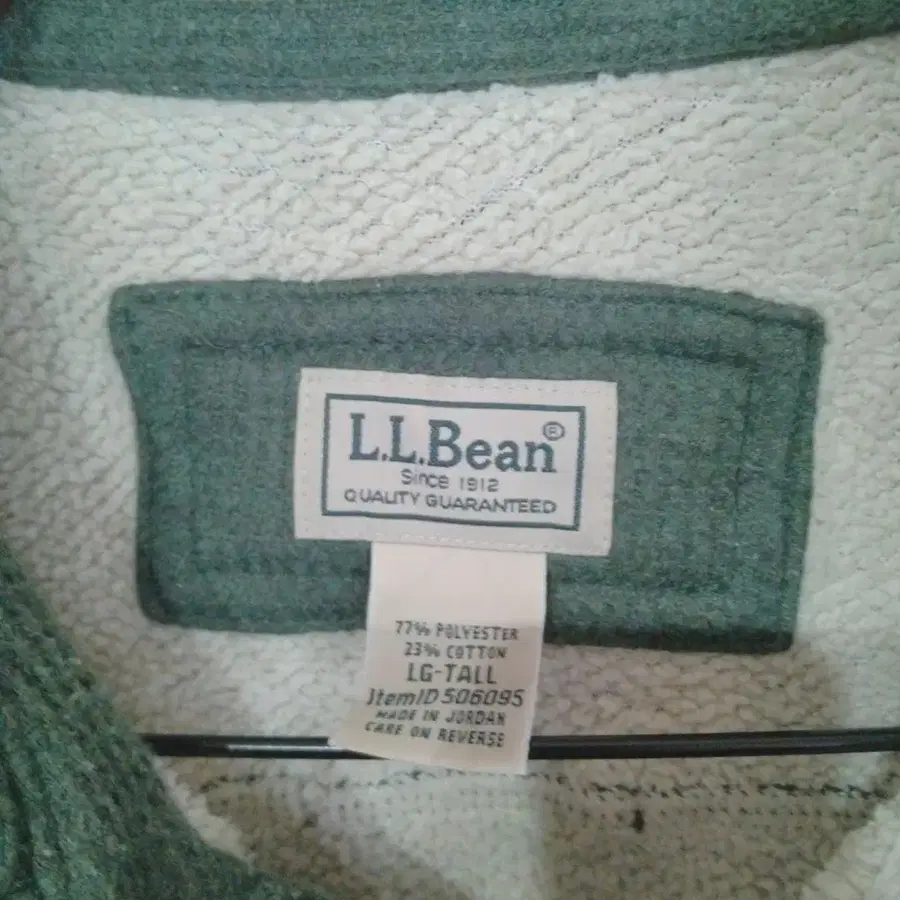 L.L.Bean®
Since 1912
QUALITY GUARANTEED
77% POLYESTER
23% COTTON
LG-TALL
ItemID 506095
MADE IN JORDAN
CARE ON REVERSE